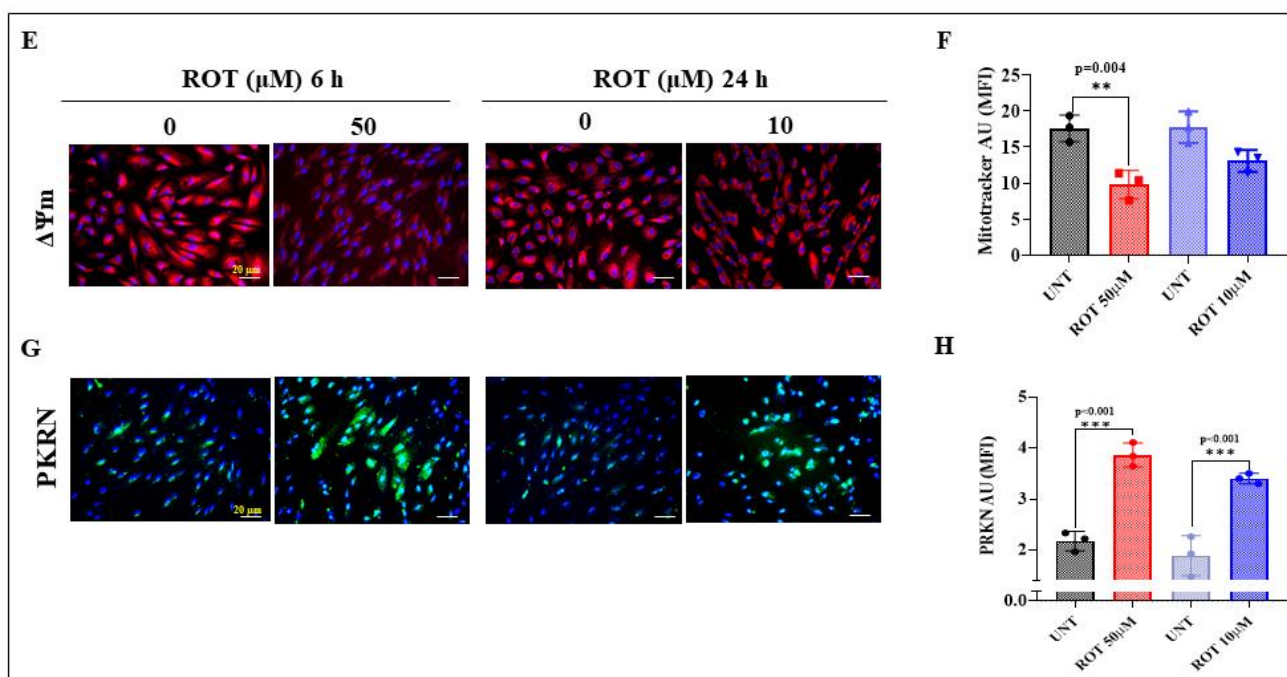 E
ROT (μM) 6 h
ROT (μM) 24 h
0
50
0
10
ΔΨm
20 μm
F
Mitotracker AU (MFI)
25
20
15
10
5
0
p=0.004
**
UNT
ROT 50μM
UNT
ROT 10μM
G
PKRN
20 μm
H
PRKN AU (MFI)
5
4
3
2
0.0
p<0.001
***
p<0.001
***
UNT
ROT 50μM
UNT
ROT 10μM